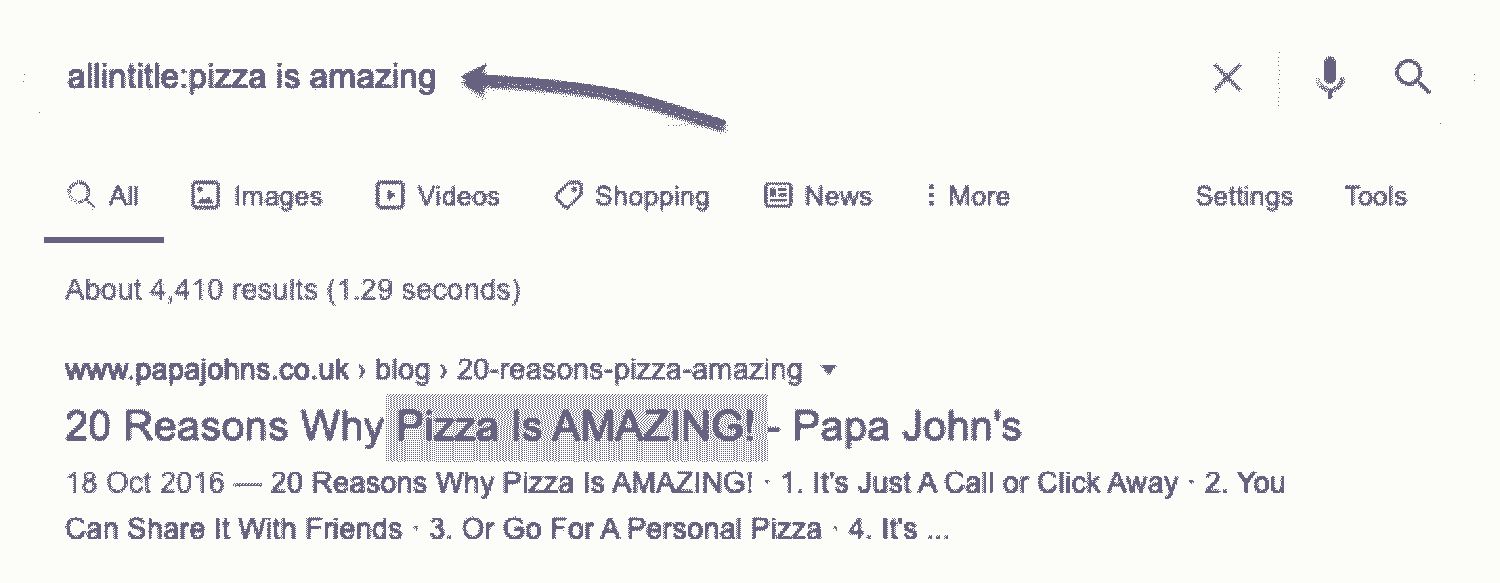 allintitle:pizza is amazing
All Images Videos Shopping News More Settings Tools
About 4,410 results (1.29 seconds)
www.papajohns.co.uk › blog › 20-reasons-pizza-amazing
20 Reasons Why Pizza Is AMAZING! - Papa John's
18 Oct 2016 — 20 Reasons Why Pizza Is AMAZING! · 1. It's Just A Call or Click Away · 2. You
Can Share It With Friends · 3. Or Go For A Personal Pizza · 4. It's ...